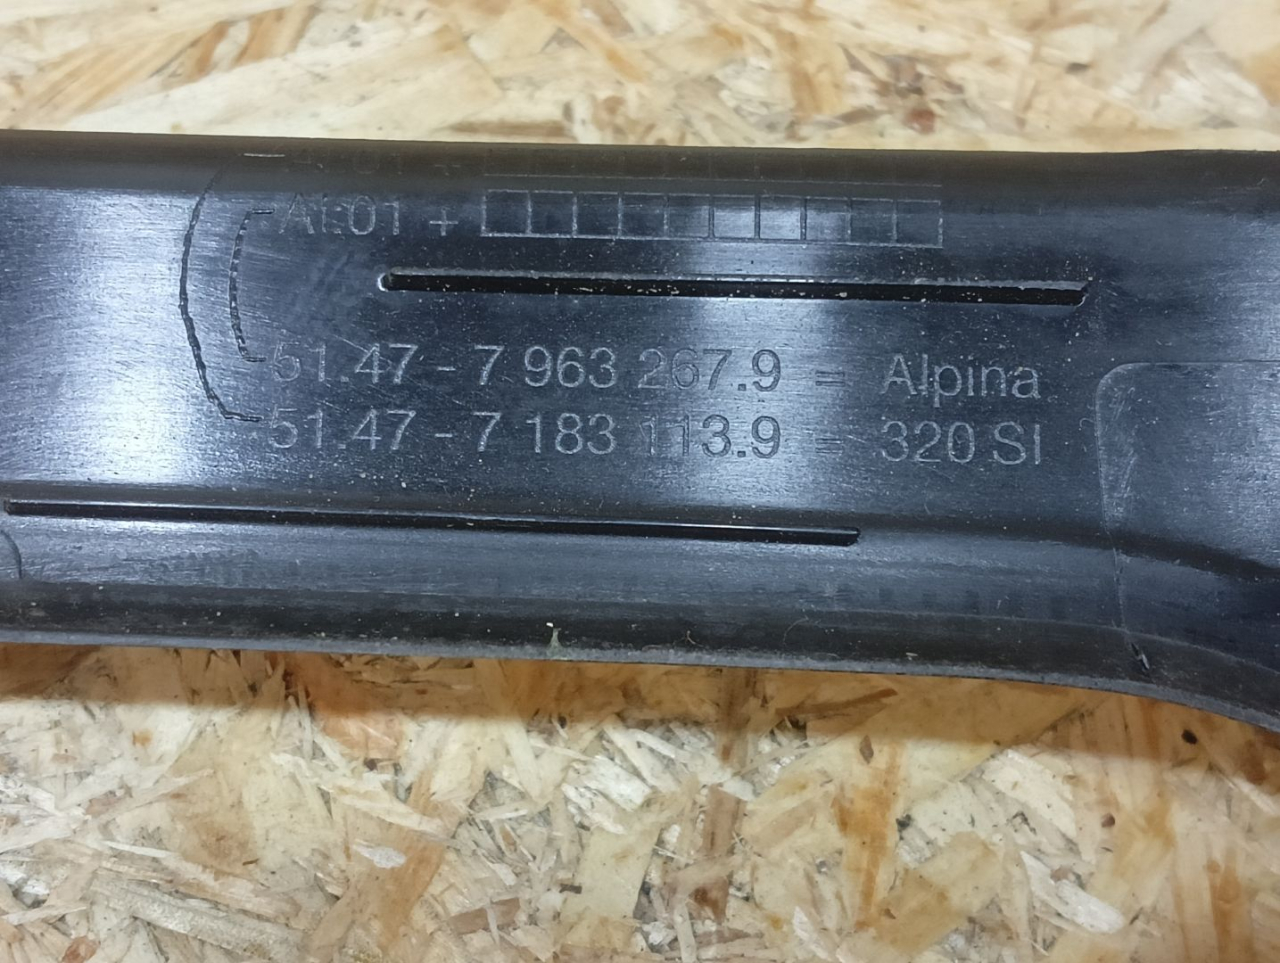 AI:01 +
51.47 - 7 963 267.9 = Alpina
51.47 - 7 183 113.9 = 320 SI